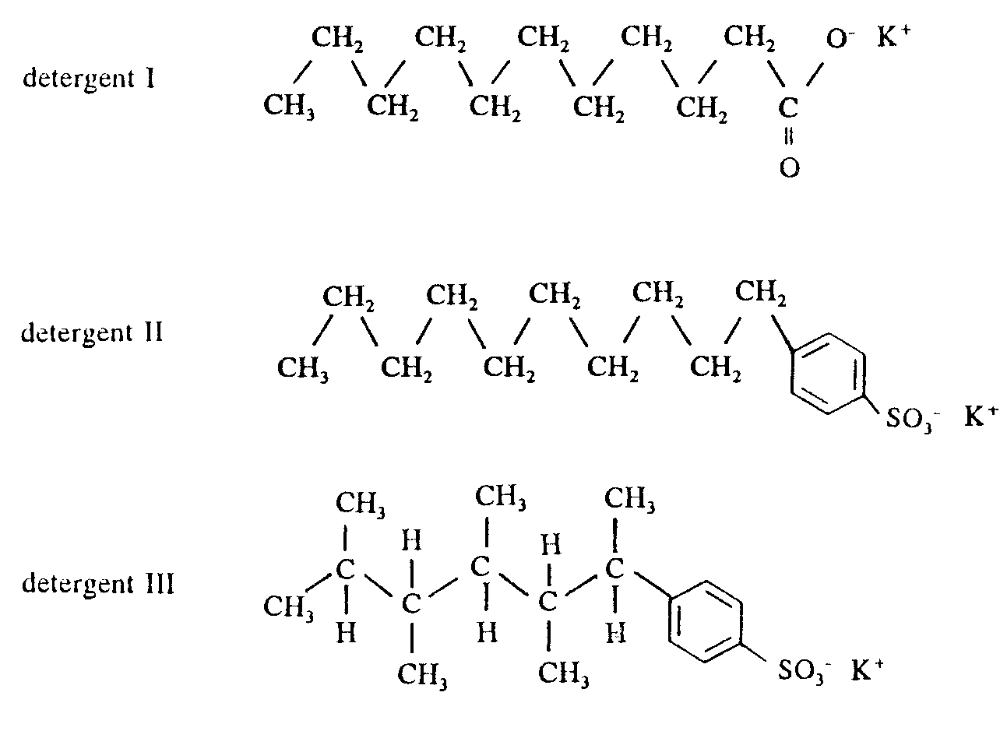 CH₂ CH₂ CH₂ CH₂ CH₂ O⁻ K⁺
detergent I
CH₃ CH₂ CH₂ CH₂ CH₂ C
O
CH₂ CH₂ CH₂ CH₂ CH₂
detergent II
CH₃ CH₂ CH₂ CH₂ CH₂
SO₃⁻ K⁺
CH₃ CH₃ CH₃
H H
C C C
detergent III
CH₃ C C
H H H
CH₃ CH₃
SO₃⁻ K⁺